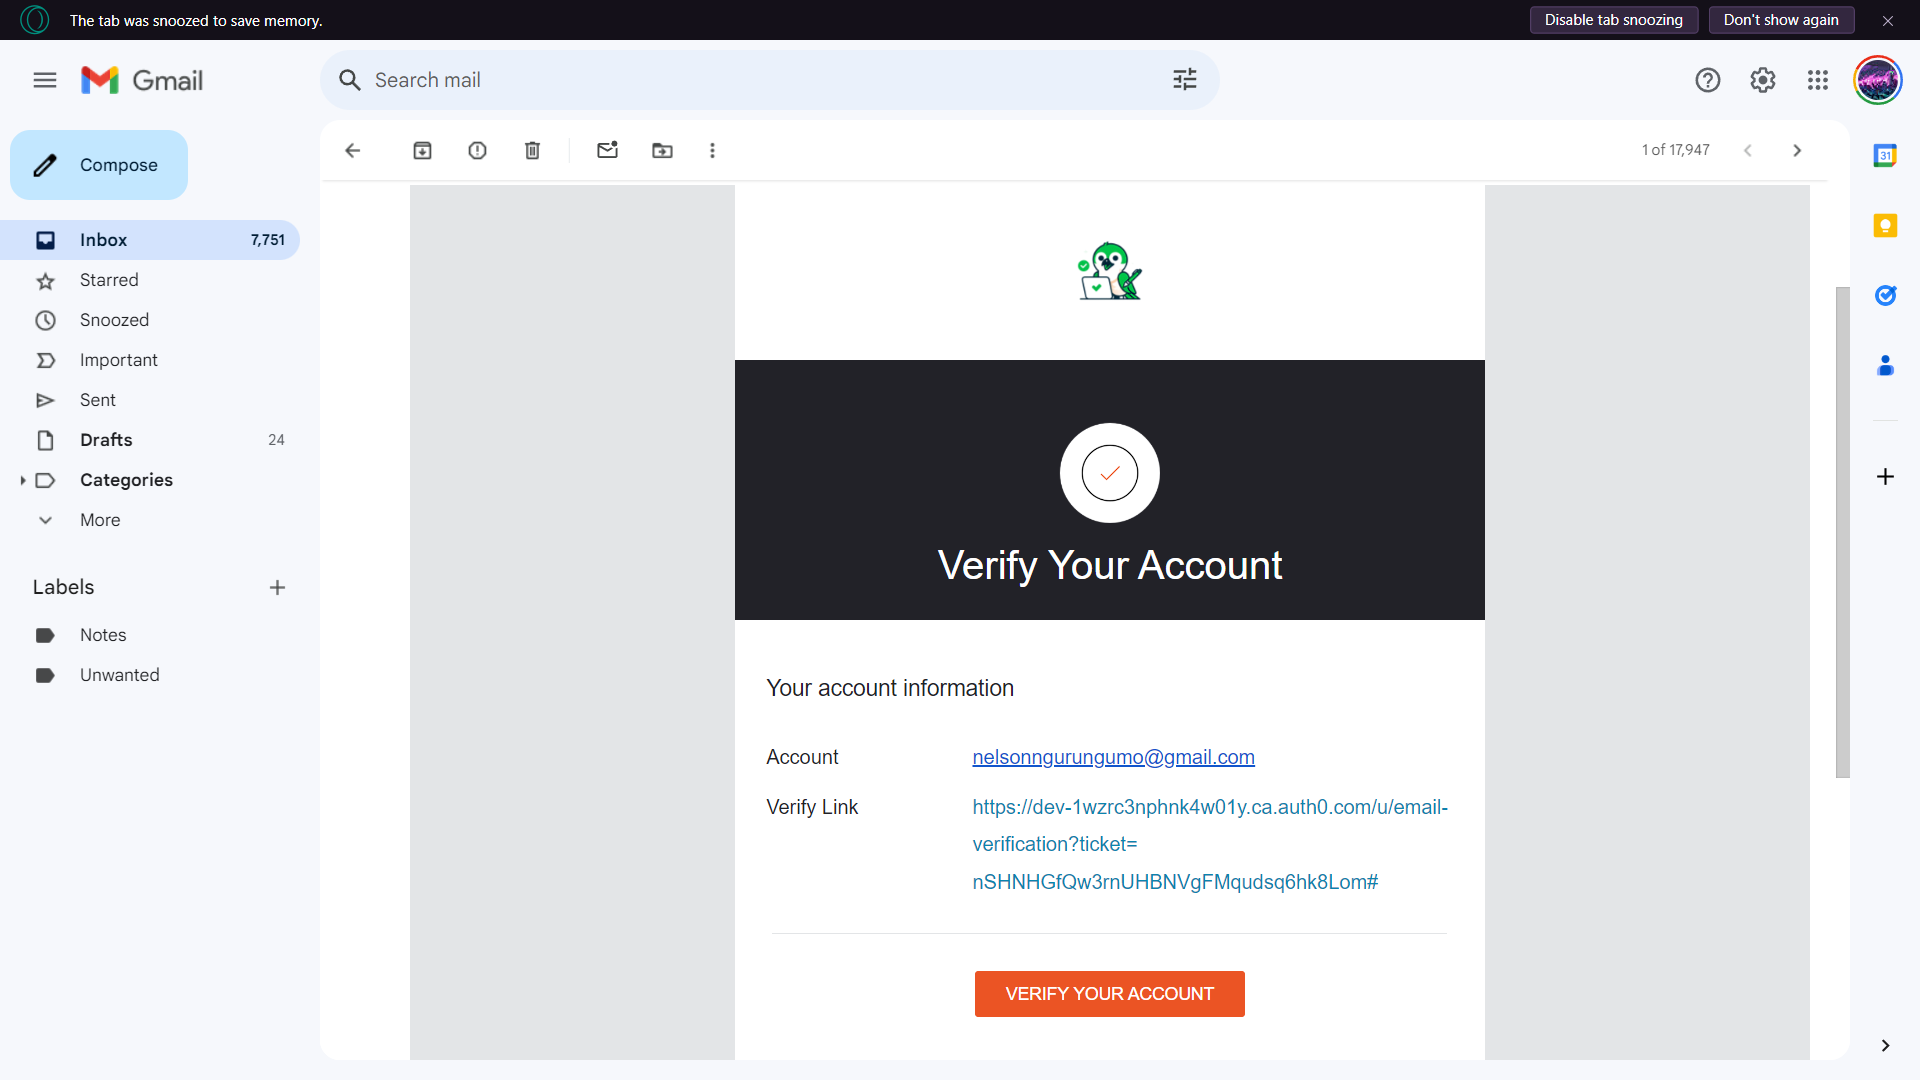 The tab was snoozed to save memory.
Disable tab snoozing
Don't show again
Gmail
Search mail
Compose
1 of 17,947
31
Inbox 7,751
Starred
Snoozed
Important
Sent
Drafts 24
Categories
More
Labels
Notes
Unwanted
Verify Your Account
Your account information
Account nelsonngurungumo@gmail.com
Verify Link https://dev-1wzrc3nphnk4w01y.ca.auth0.com/u/email-
verification?ticket=
nSHNHGfQw3rnUHBNVgFMqudsq6hk8Lom#
VERIFY YOUR ACCOUNT